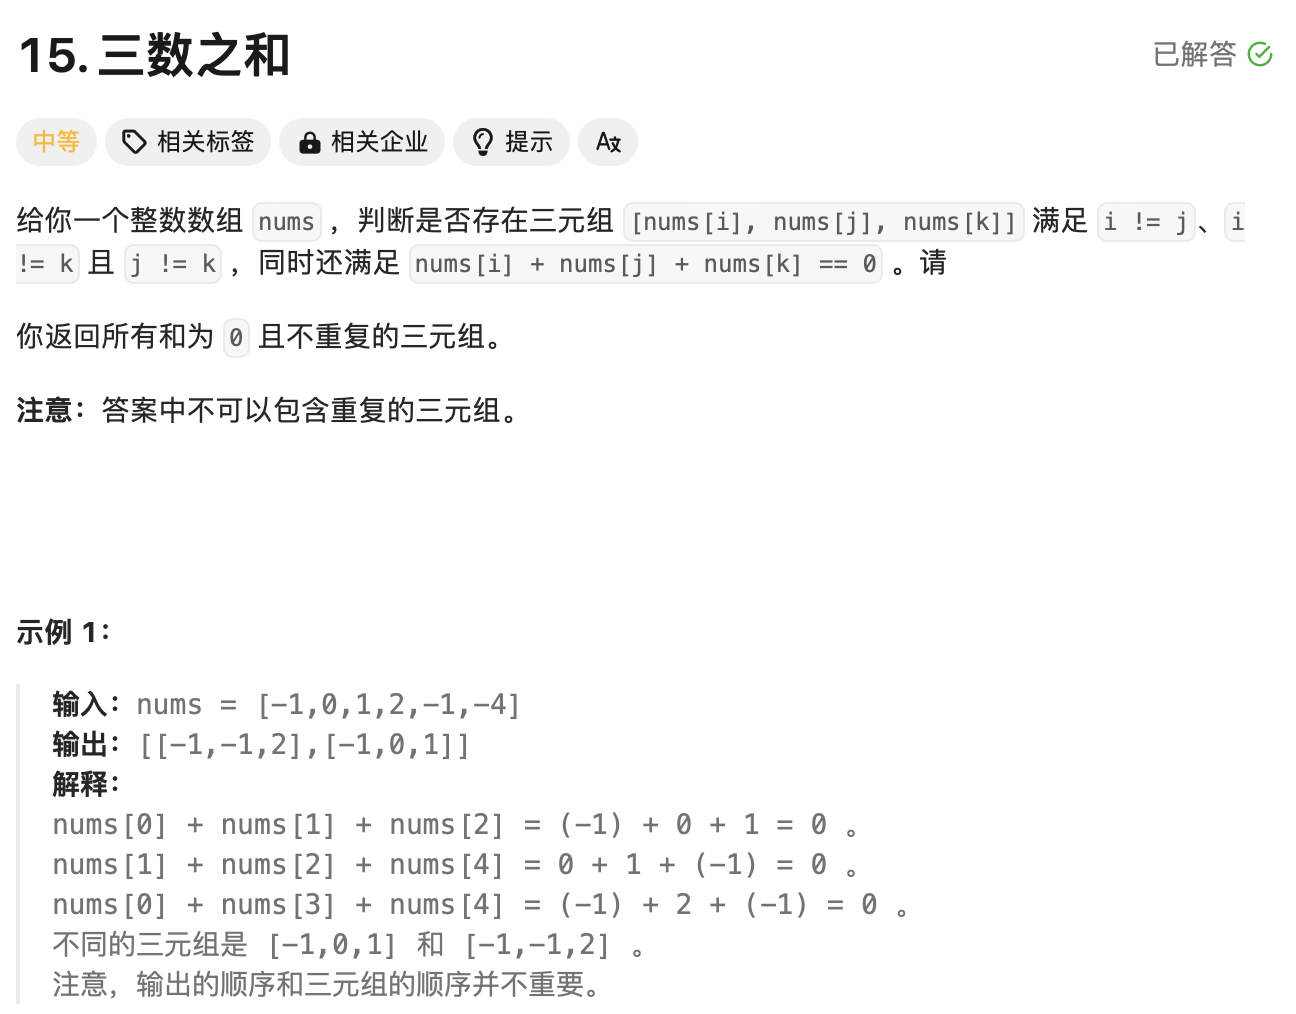 15. 三数之和
已解答
中等 相关标签 相关企业 提示
给你一个整数数组 nums ，判断是否存在三元组 [nums[i], nums[j], nums[k]] 满足 i != j、i
!= k 且 j != k ，同时还满足 nums[i] + nums[j] + nums[k] == 0 。请
你返回所有和为 0 且不重复的三元组。
注意：答案中不可以包含重复的三元组。
示例 1：
输入：nums = [-1,0,1,2,-1,-4]
输出：[[-1,-1,2],[-1,0,1]]
解释：
nums[0] + nums[1] + nums[2] = (-1) + 0 + 1 = 0 。
nums[1] + nums[2] + nums[4] = 0 + 1 + (-1) = 0 。
nums[0] + nums[3] + nums[4] = (-1) + 2 + (-1) = 0 。
不同的三元组是 [-1,0,1] 和 [-1,-1,2] 。
注意，输出的顺序和三元组的顺序并不重要。